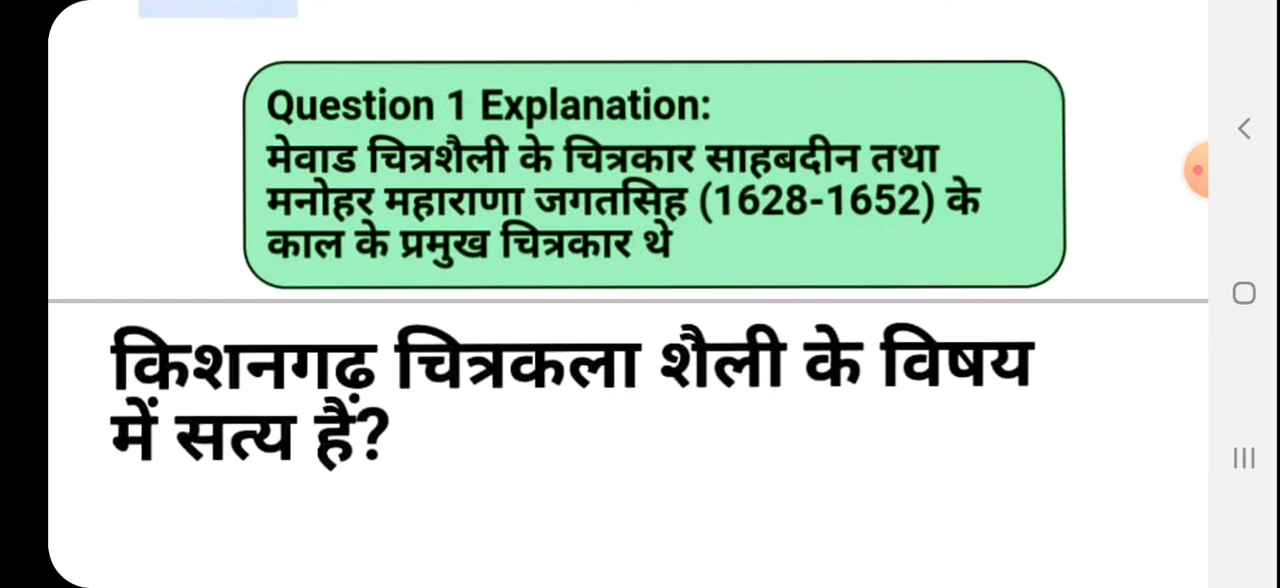 Question 1 Explanation:
मेवाड चित्रशैली के चित्रकार साहबदीन तथा
मनोहर महाराणा जगतसिह (1628-1652) के
काल के प्रमुख चित्रकार थे
किशनगढ़ चित्रकला शैली के विषय
में सत्य हैं?